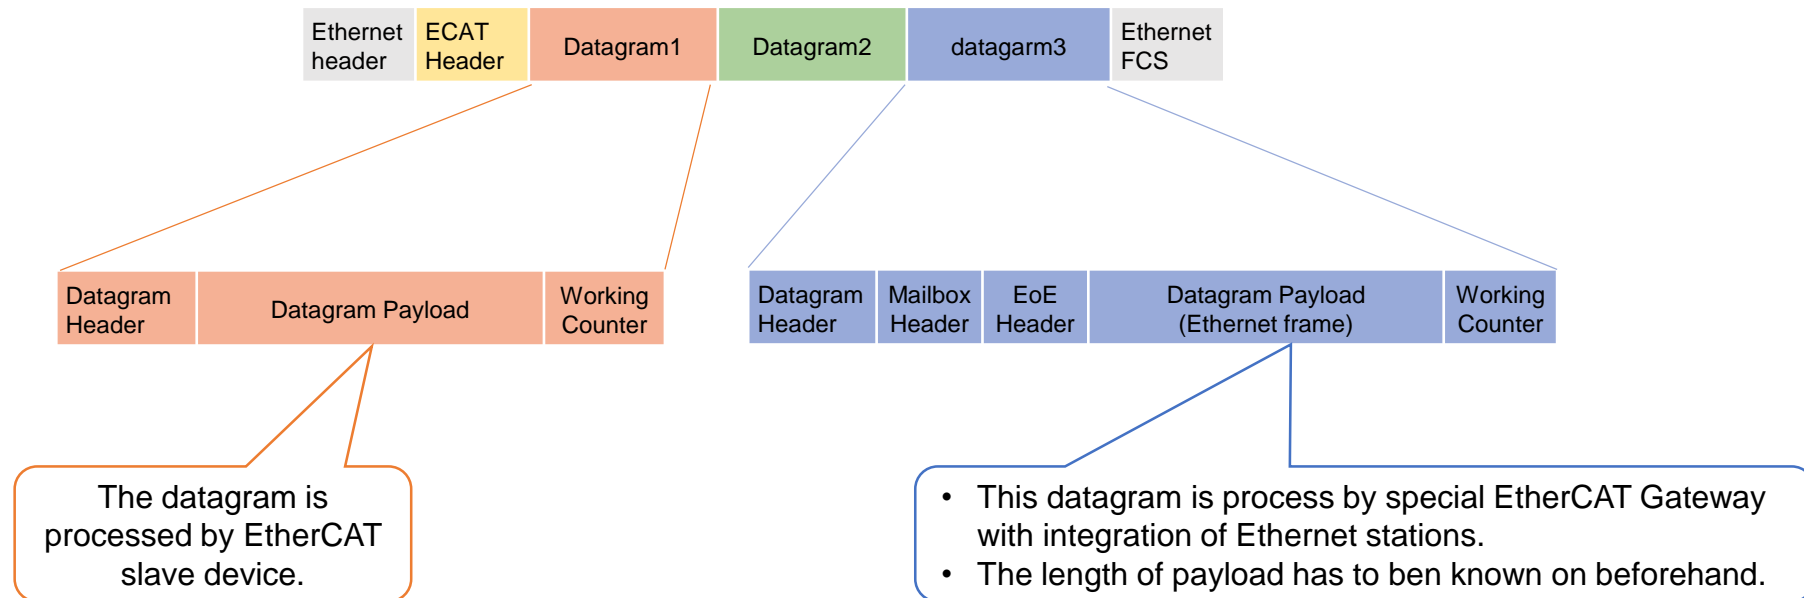 Ethernet
header
ECAT
Header
Datagram1
Datagram2
datagarm3
Ethernet
FCS
Datagram
Header
Datagram Payload
Working
Counter
Datagram
Header
Mailbox
Header
EoE
Header
Datagram Payload
(Ethernet frame)
Working
Counter
The datagram is
processed by EtherCAT
slave device.
• This datagram is process by special EtherCAT Gateway
with integration of Ethernet stations.
• The length of payload has to ben known on beforehand.